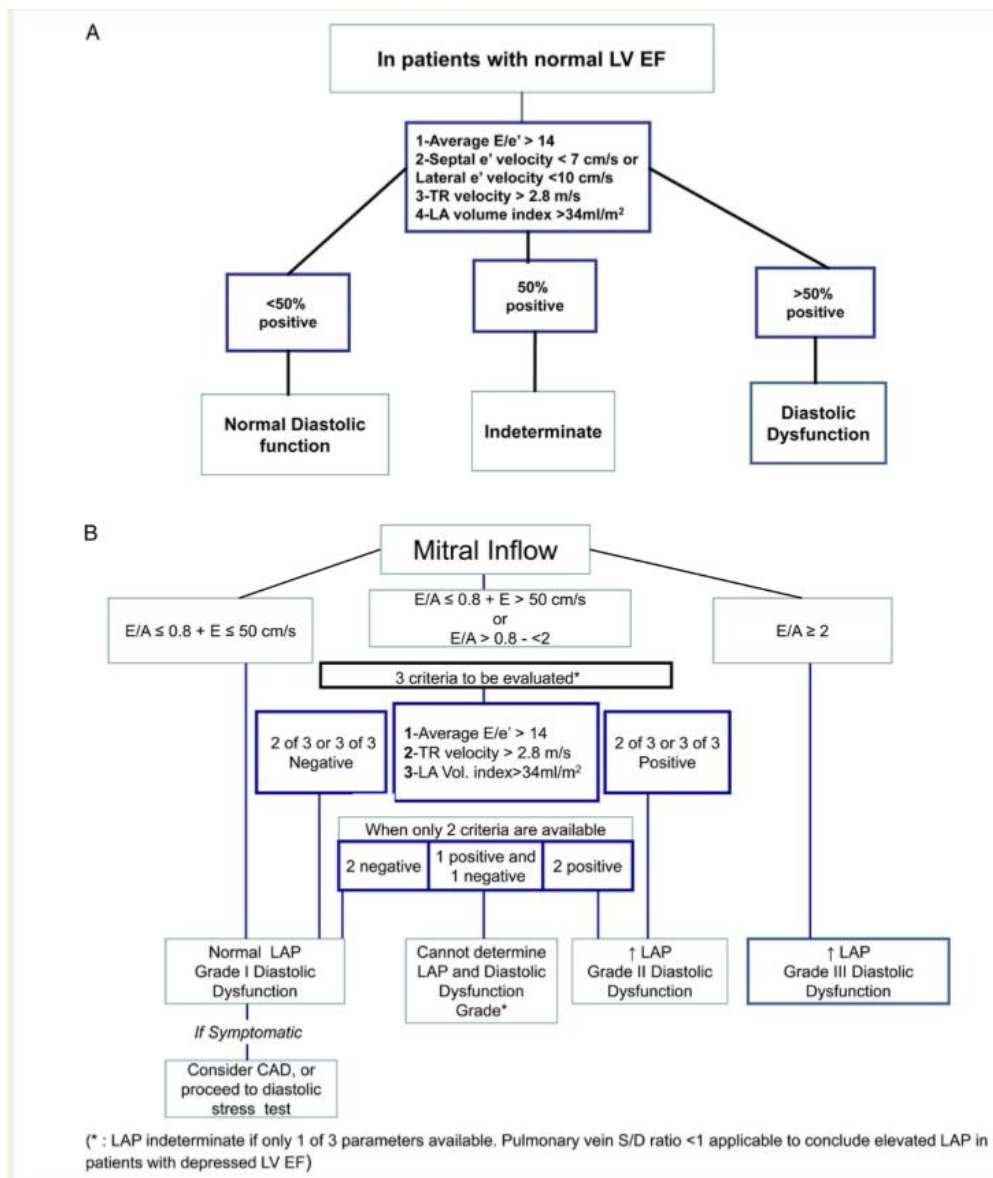 A
In patients with normal LV EF
1-Average E/e' > 14
2-Septal e' velocity < 7 cm/s or
Lateral e' velocity <10 cm/s
3-TR velocity > 2.8 m/s
4-LA volume index >34ml/m²
<50%
positive
50%
positive
>50%
positive
Normal Diastolic
function
Indeterminate
Diastolic
Dysfunction
B
Mitral Inflow
E/A ≤ 0.8 + E ≤ 50 cm/s
E/A ≤ 0.8 + E > 50 cm/s
or
E/A > 0.8 - <2
E/A ≥ 2
3 criteria to be evaluated*
2 of 3 or 3 of 3
Negative
1-Average E/e' > 14
2-TR velocity > 2.8 m/s
3-LA Vol. index>34ml/m²
2 of 3 or 3 of 3
Positive
When only 2 criteria are available
2 negative
1 positive and
1 negative
2 positive
Normal LAP
Grade I Diastolic
Dysfunction
Cannot determine
LAP and Diastolic
Dysfunction
Grade*
↑ LAP
Grade II Diastolic
Dysfunction
↑ LAP
Grade III Diastolic
Dysfunction
If Symptomatic
Consider CAD, or
proceed to diastolic
stress test
(* : LAP indeterminate if only 1 of 3 parameters available. Pulmonary vein S/D ratio <1 applicable to conclude elevated LAP in
patients with depressed LV EF)